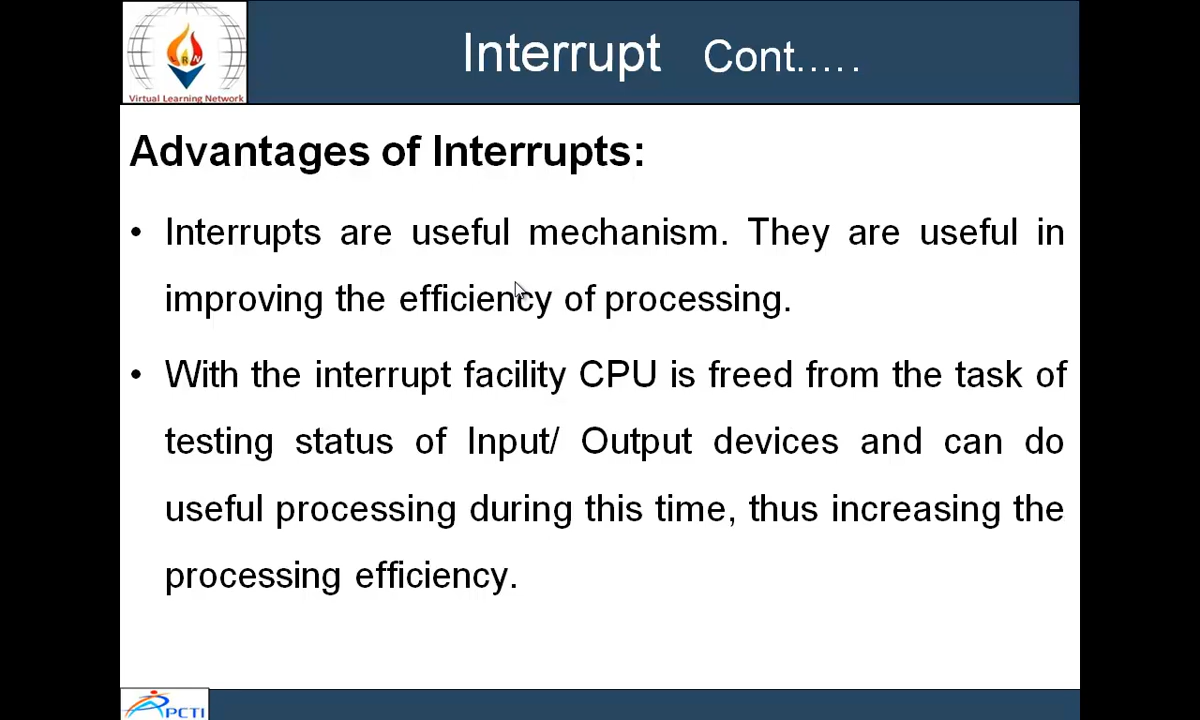 Interrupt Cont.....
Virtual Learning Network
Advantages of Interrupts:
• Interrupts are useful mechanism. They are useful in
improving the efficiency of processing.
• With the interrupt facility CPU is freed from the task of
testing status of Input/ Output devices and can do
useful processing during this time, thus increasing the
processing efficiency.
PCTI